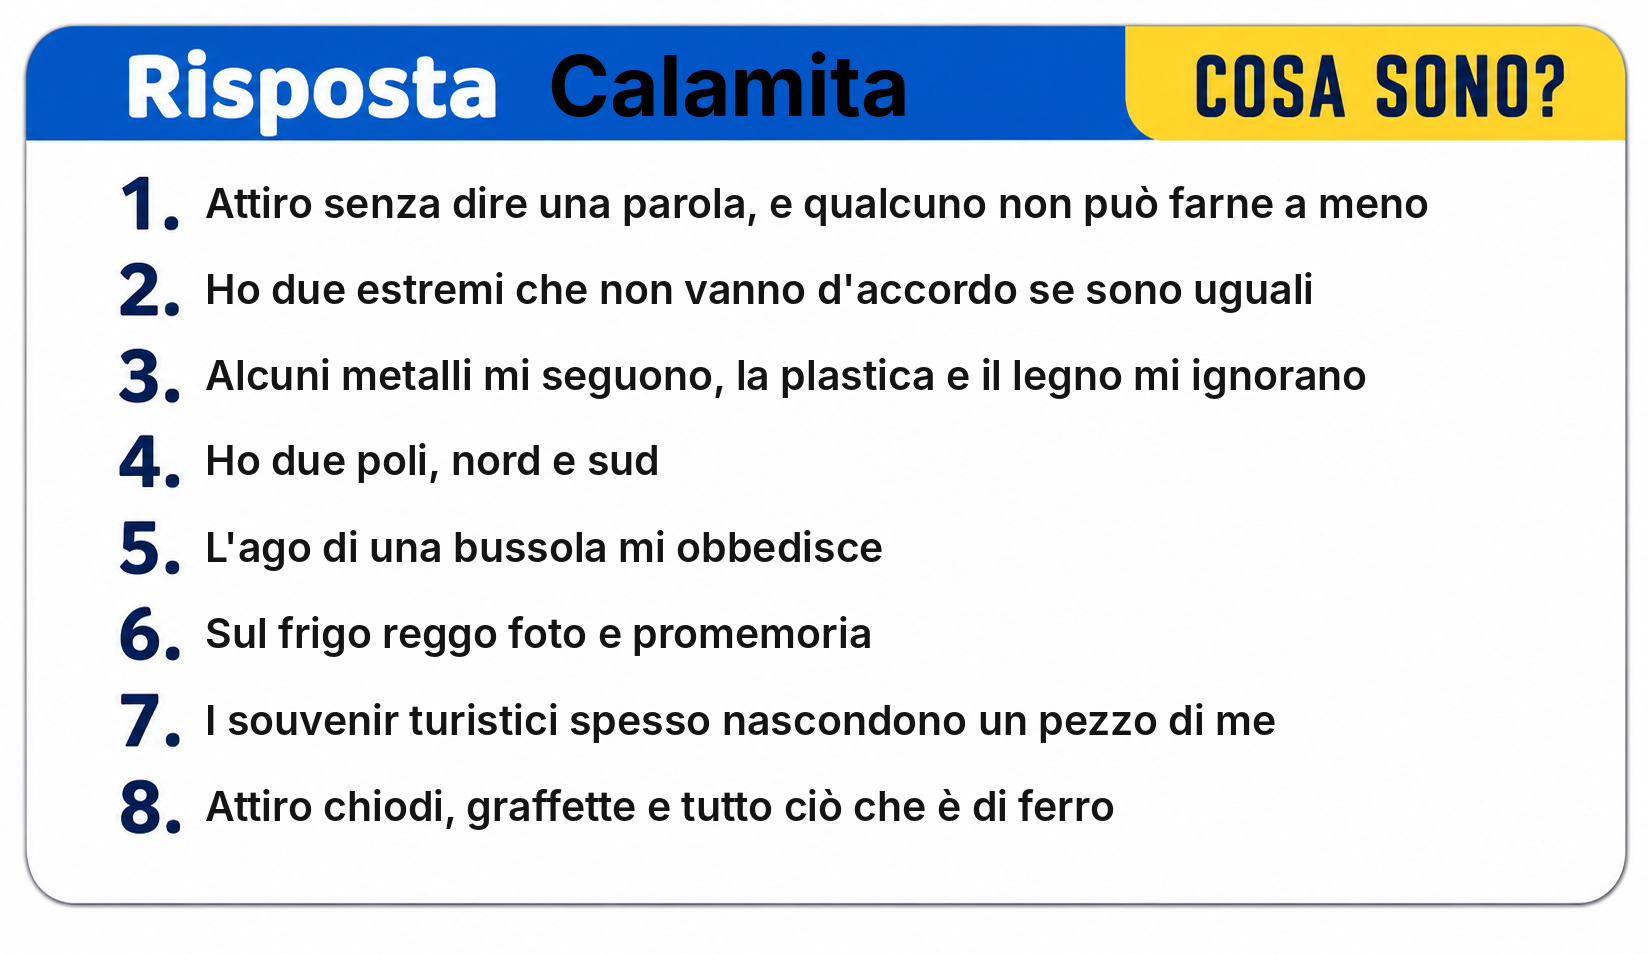 Risposta Calamita COSA SONO?
1. Attiro senza dire una parola, e qualcuno non può farne a meno
2. Ho due estremi che non vanno d'accordo se sono uguali
3. Alcuni metalli mi seguono, la plastica e il legno mi ignorano
4. Ho due poli, nord e sud
5. L'ago di una bussola mi obbedisce
6. Sul frigo reggo foto e promemoria
7. I souvenir turistici spesso nascondono un pezzo di me
8. Attiro chiodi, graffette e tutto ciò che è di ferro